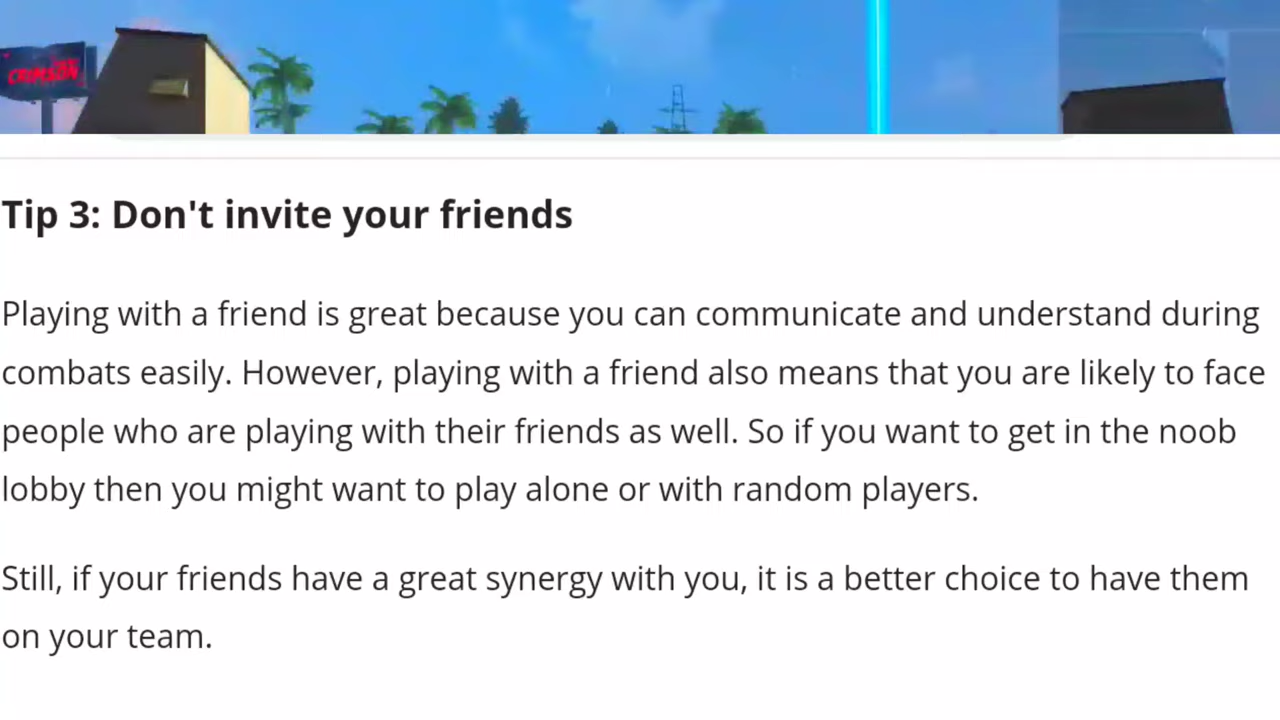 CRIMSON
Tip 3: Don't invite your friends
Playing with a friend is great because you can communicate and understand during
combats easily. However, playing with a friend also means that you are likely to face
people who are playing with their friends as well. So if you want to get in the noob
lobby then you might want to play alone or with random players.
Still, if your friends have a great synergy with you, it is a better choice to have them
on your team.